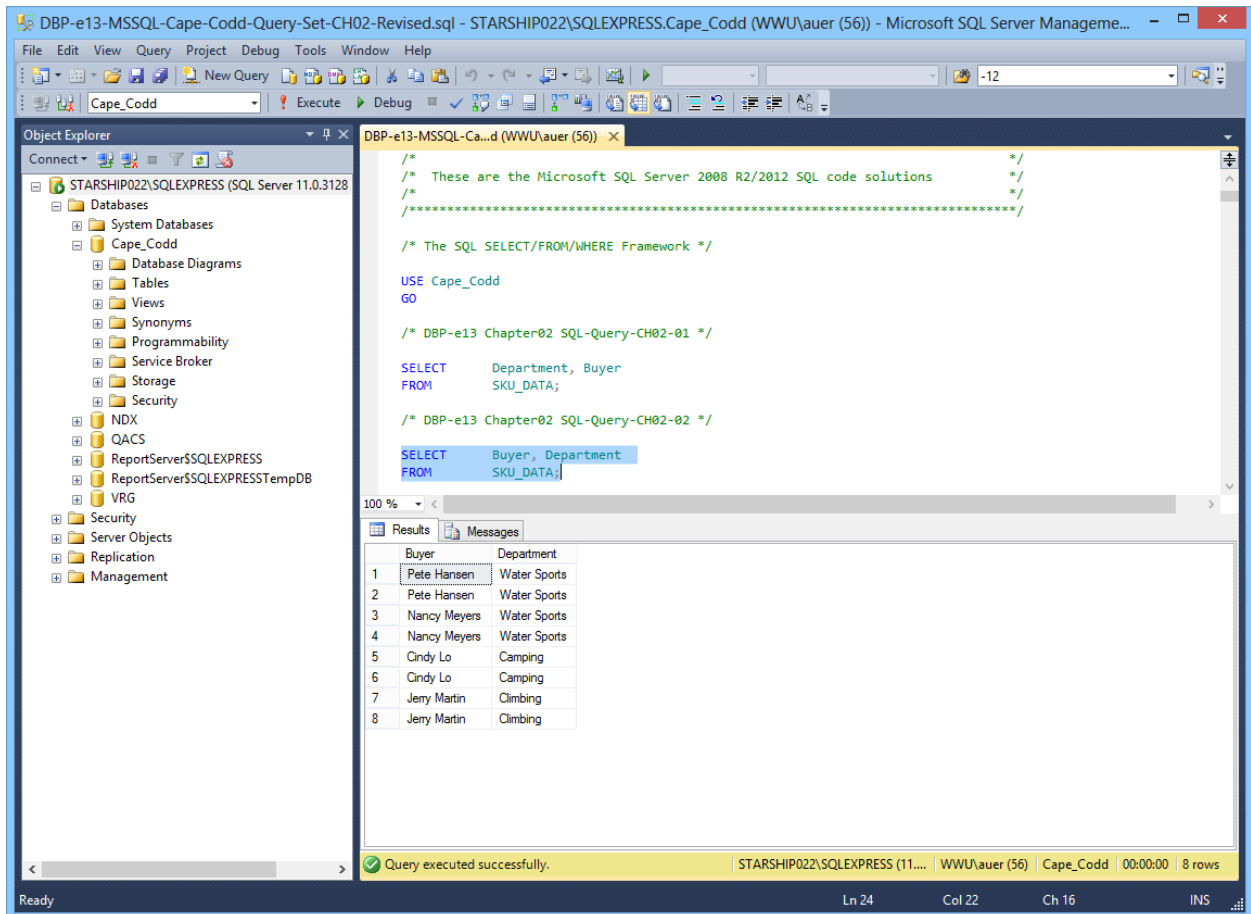 DBP-e13-MSSQL-Cape-Codd-Query-Set-CH02-Revised.sql - STARSHIP022\SQLEXPRESS.Cape_Codd (WWU\auer (56)) - Microsoft SQL Server Manageme...
File Edit View Query Project Debug Tools Window Help
New Query -12
Cape_Codd Execute Debug
Object Explorer
Connect
STARSHIP022\SQLEXPRESS (SQL Server 11.0.3128
Databases
System Databases
Cape_Codd
Database Diagrams
Tables
Views
Synonyms
Programmability
Service Broker
Storage
Security
NDX
QACS
ReportServer$SQLEXPRESS
ReportServer$SQLEXPRESSTempDB
VRG
Security
Server Objects
Replication
Management
DBP-e13-MSSQL-Ca...d (WWU\auer (56))
/* */
/* These are the Microsoft SQL Server 2008 R2/2012 SQL code solutions */
/* */
/********************************************************************************/
/* The SQL SELECT/FROM/WHERE Framework */
USE Cape_Codd
GO
/* DBP-e13 Chapter02 SQL-Query-CH02-01 */
SELECT Department, Buyer
FROM SKU_DATA;
/* DBP-e13 Chapter02 SQL-Query-CH02-02 */
SELECT Buyer, Department
FROM SKU_DATA;
100 %
Results Messages
Buyer Department
1 Pete Hansen Water Sports
2 Pete Hansen Water Sports
3 Nancy Meyers Water Sports
4 Nancy Meyers Water Sports
5 Cindy Lo Camping
6 Cindy Lo Camping
7 Jerry Martin Climbing
8 Jerry Martin Climbing
Query executed successfully. STARSHIP022\SQLEXPRESS (11.... WWU\auer (56) Cape_Codd 00:00:00 8 rows
Ready Ln 24 Col 22 Ch 16 INS